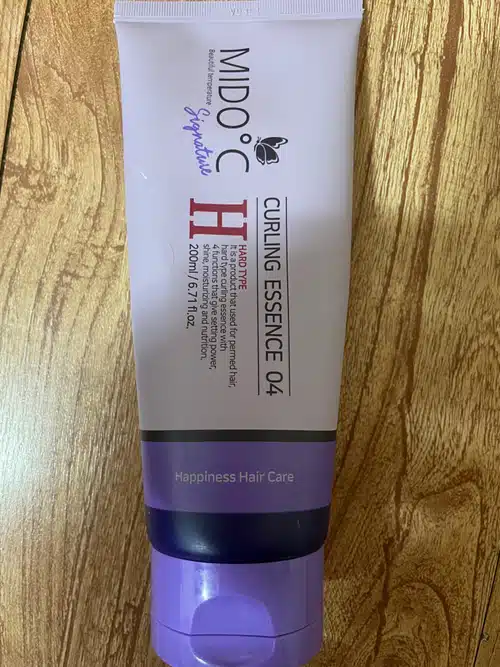 MIDO°C
Beautiful temperature
Signature
CURLING ESSENCE 04
H
HARD TYPE
It is a product that used for permed hair,
hard type curling essence with
4 functions that give setting power,
shine, moisturizing and nutrition.
200ml / 6.71 fl.oz.
Happiness Hair Care